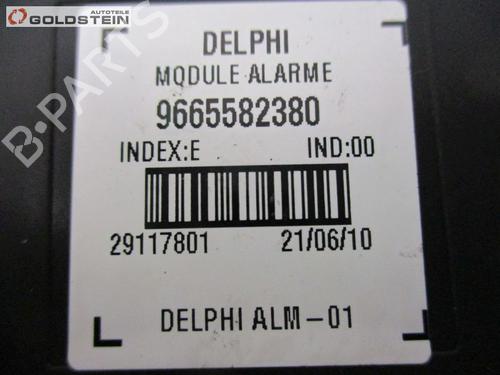 Autoteile
GOLDSTEIN
B-PARTS
DELPHI
MODULE ALARME
9665582380
INDEX:E IND:00
29117801 21/06/10
DELPHI ALM-01